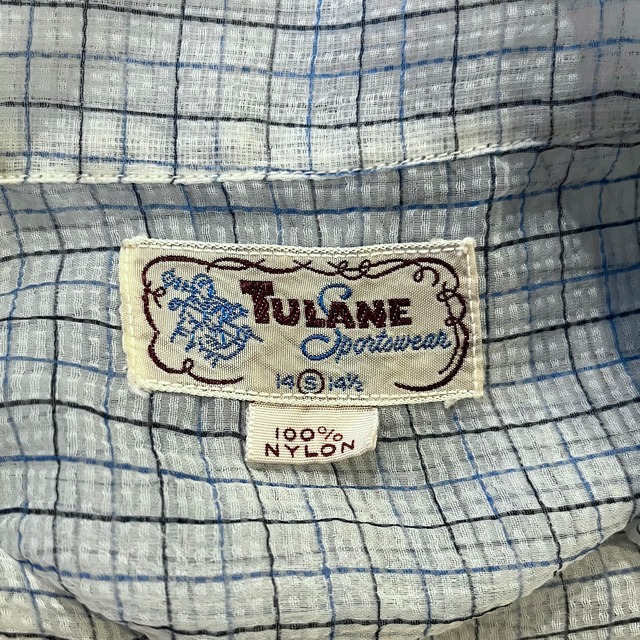 TULANE
Sportswear
14 S 14½
100%
NYLON